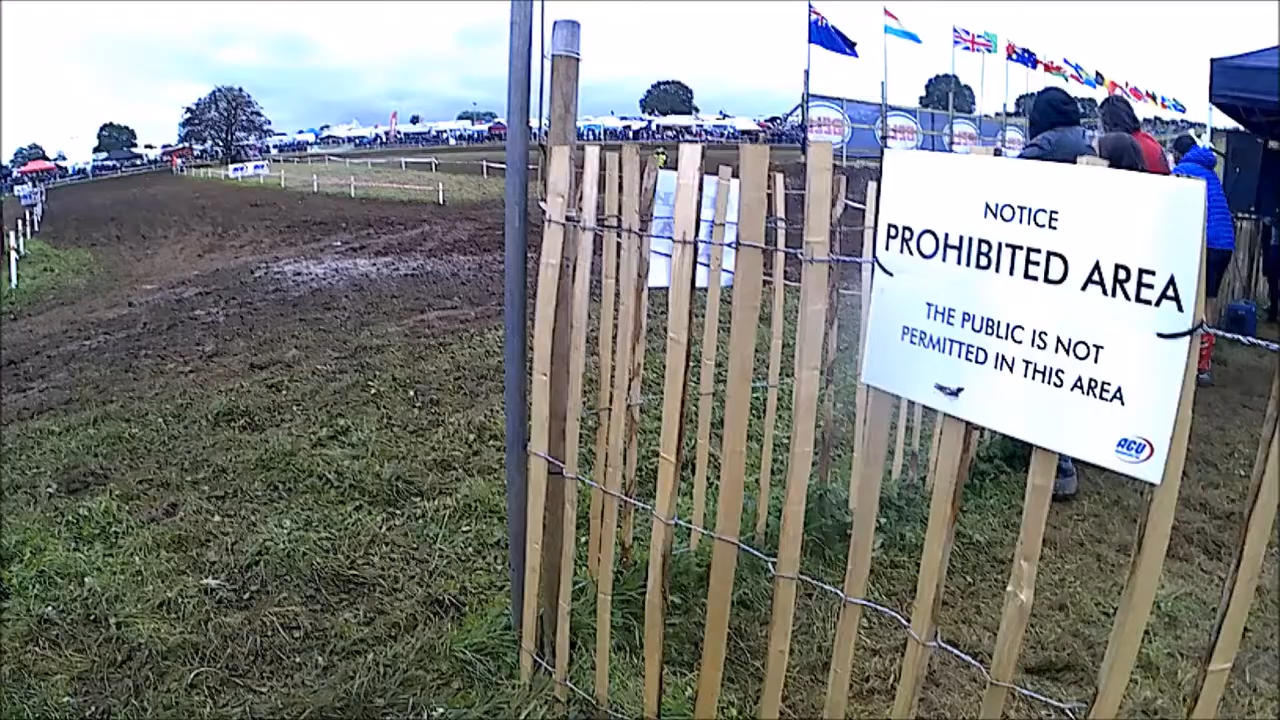 NOTICE
PROHIBITED AREA
THE PUBLIC IS NOT
PERMITTED IN THIS AREA
ACU